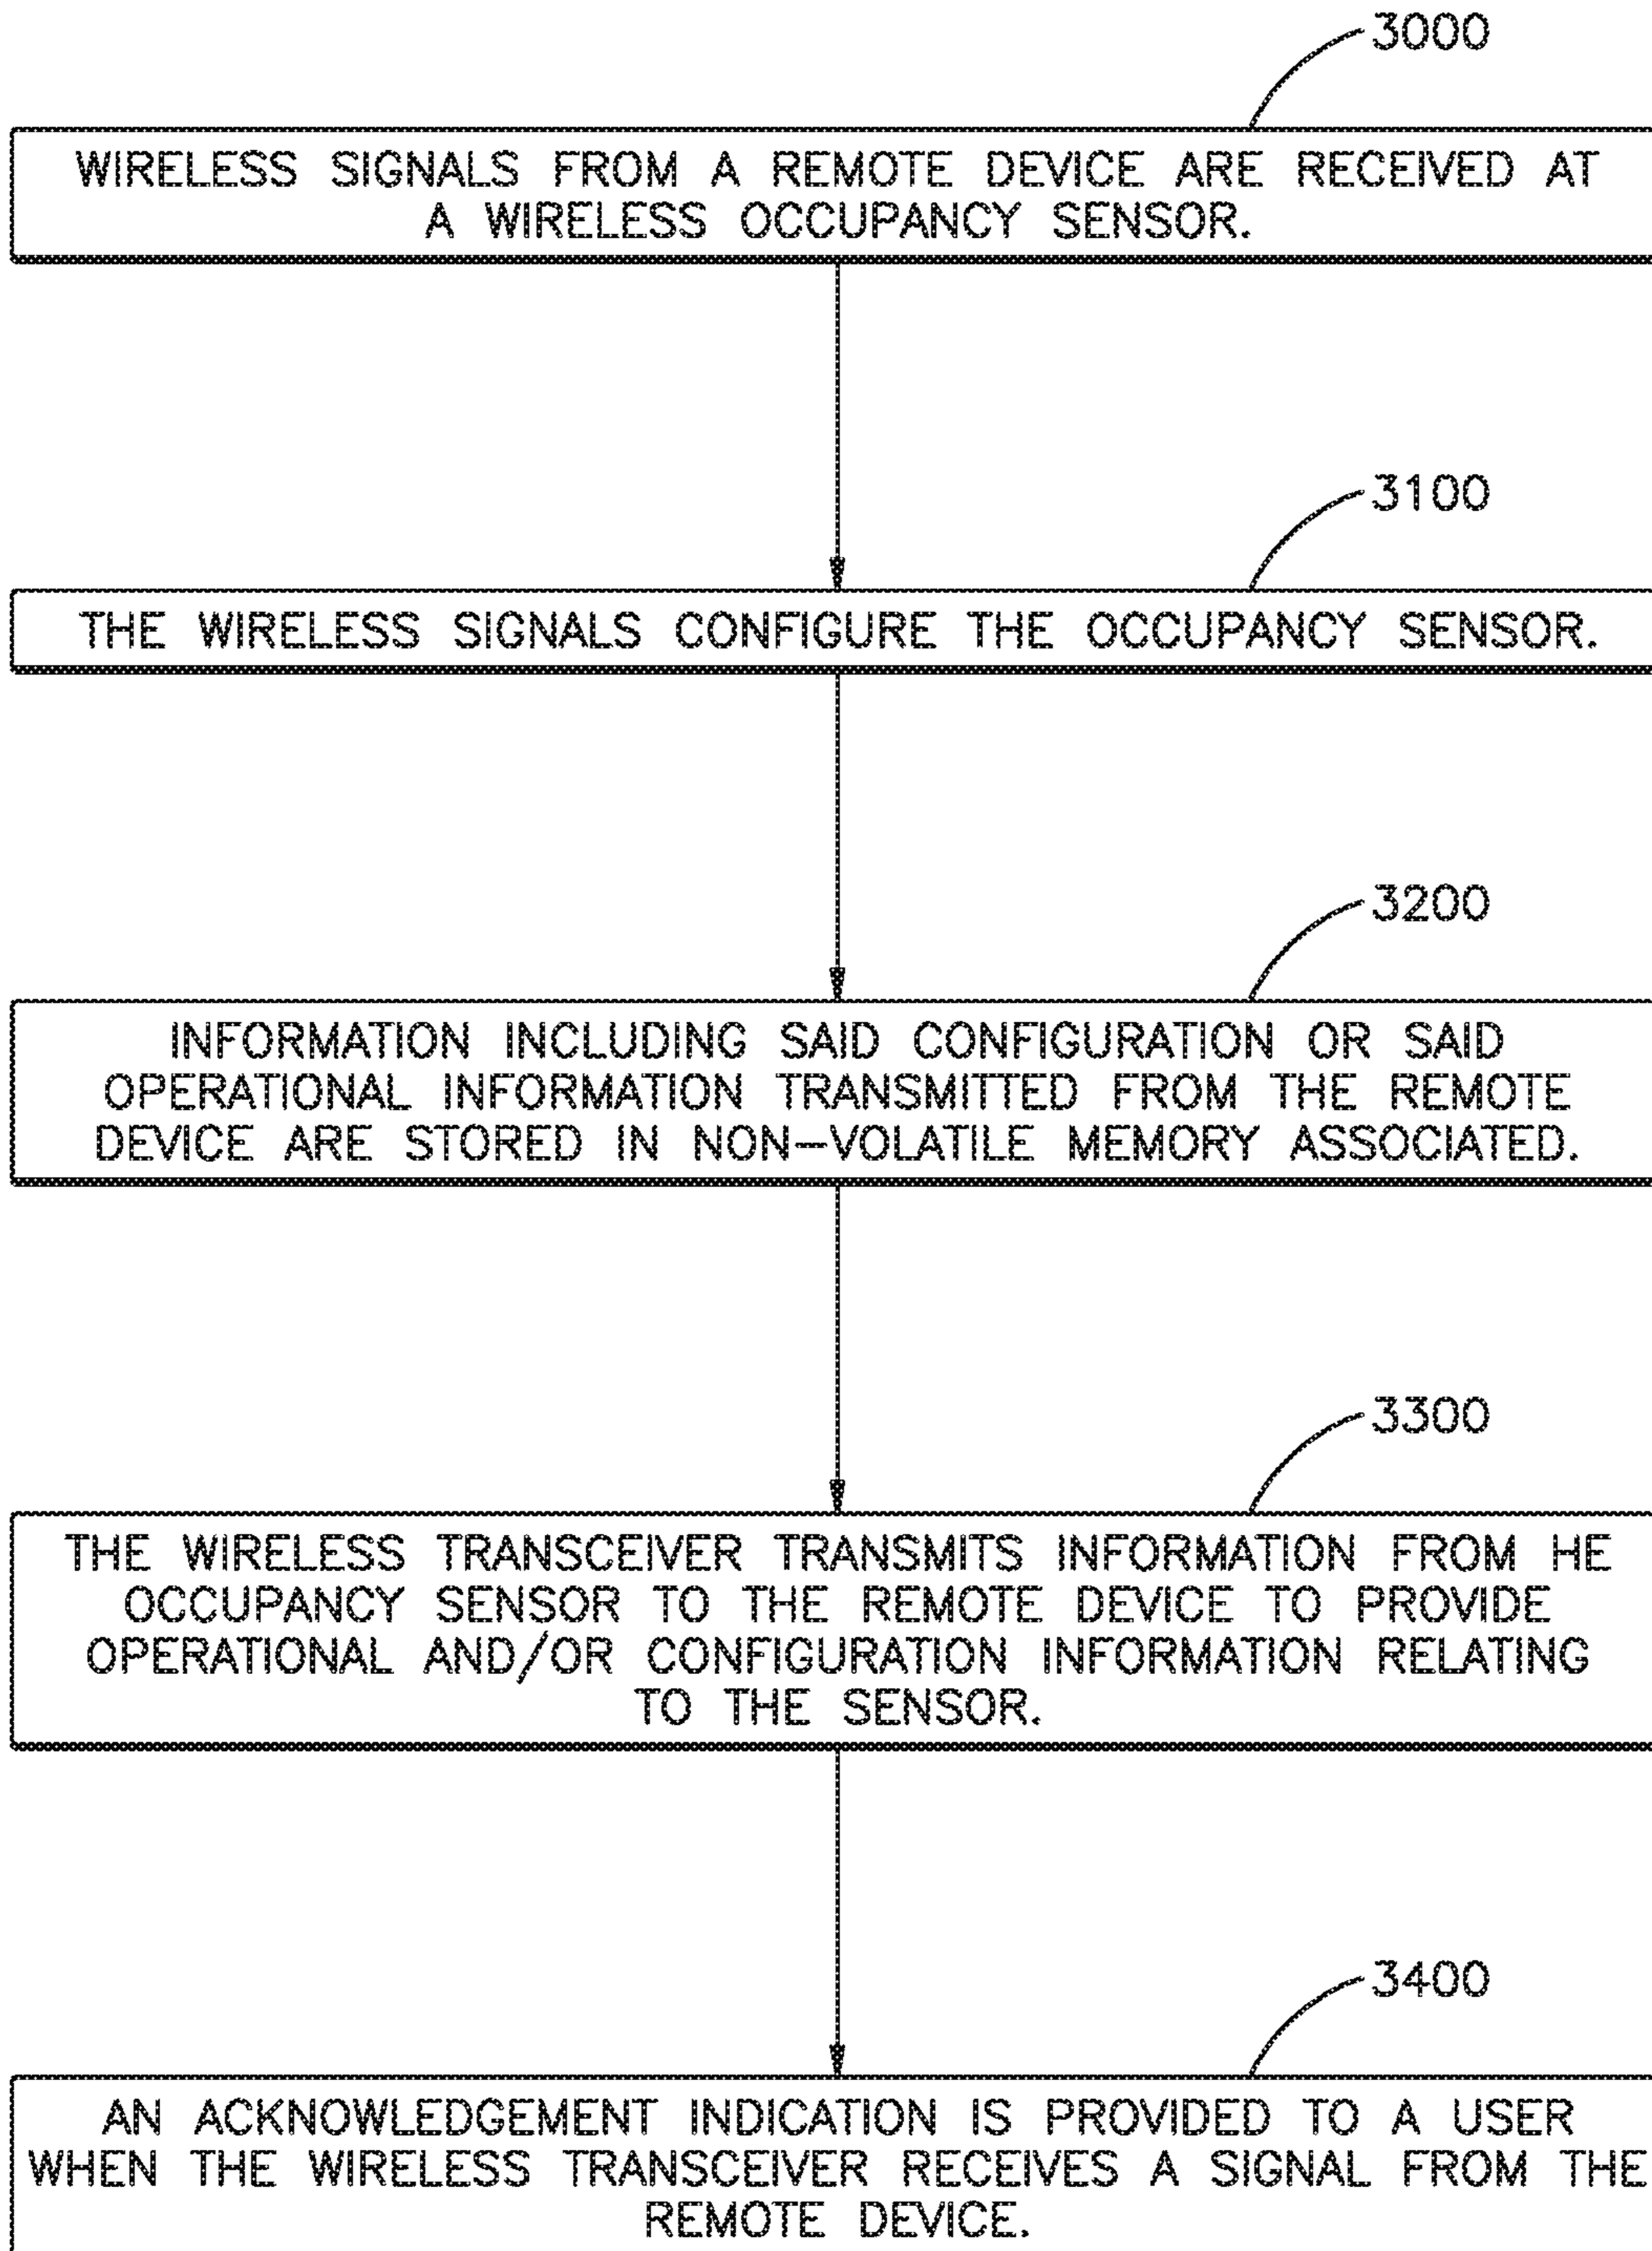 3000
WIRELESS SIGNALS FROM A REMOTE DEVICE ARE RECEIVED AT
A WIRELESS OCCUPANCY SENSOR.
3100
THE WIRELESS SIGNALS CONFIGURE THE OCCUPANCY SENSOR.
3200
INFORMATION INCLUDING SAID CONFIGURATION OR SAID
OPERATIONAL INFORMATION TRANSMITTED FROM THE REMOTE
DEVICE ARE STORED IN NON-VOLATILE MEMORY ASSOCIATED.
3300
THE WIRELESS TRANSCEIVER TRANSMITS INFORMATION FROM HE
OCCUPANCY SENSOR TO THE REMOTE DEVICE TO PROVIDE
OPERATIONAL AND/OR CONFIGURATION INFORMATION RELATING
TO THE SENSOR.
3400
AN ACKNOWLEDGEMENT INDICATION IS PROVIDED TO A USER
WHEN THE WIRELESS TRANSCEIVER RECEIVES A SIGNAL FROM THE
REMOTE DEVICE.